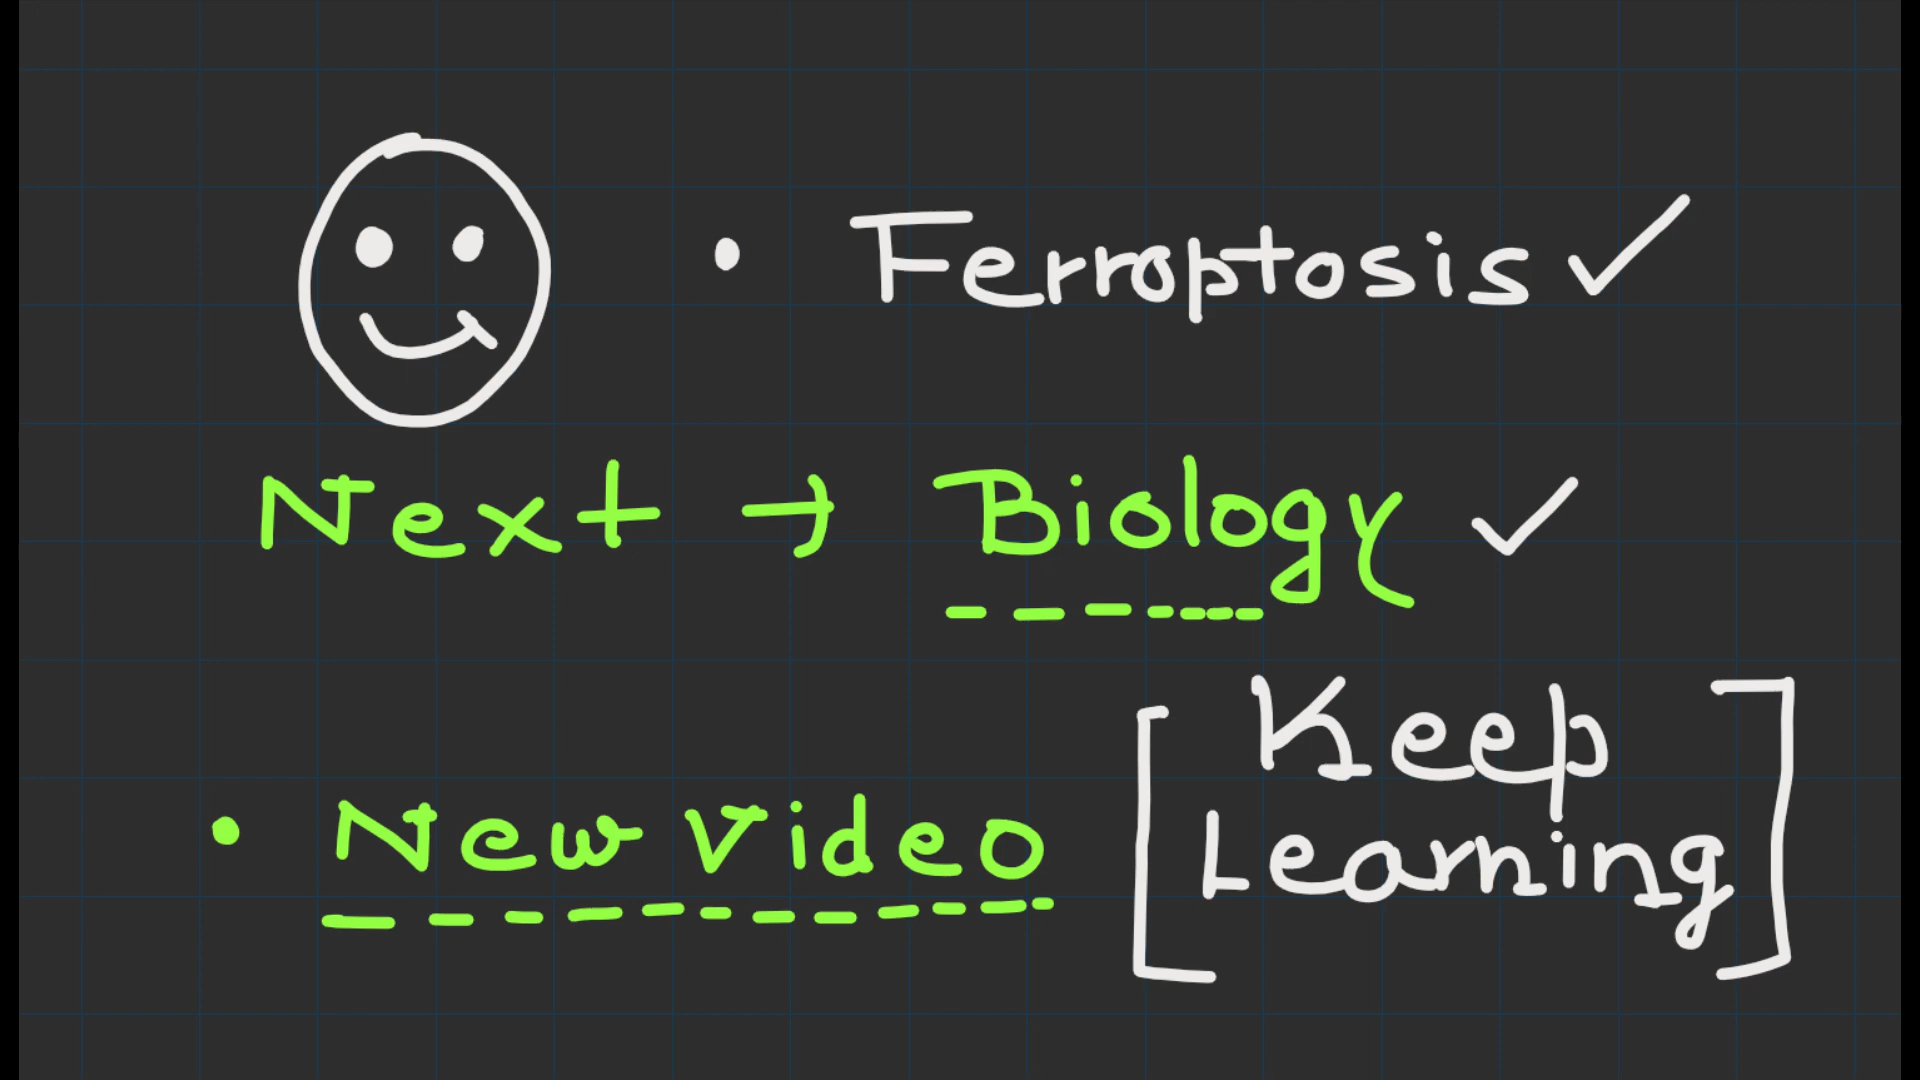 • Ferroptosis ✓
Next → Biology ✓
• New Video
[Keep
Learning]